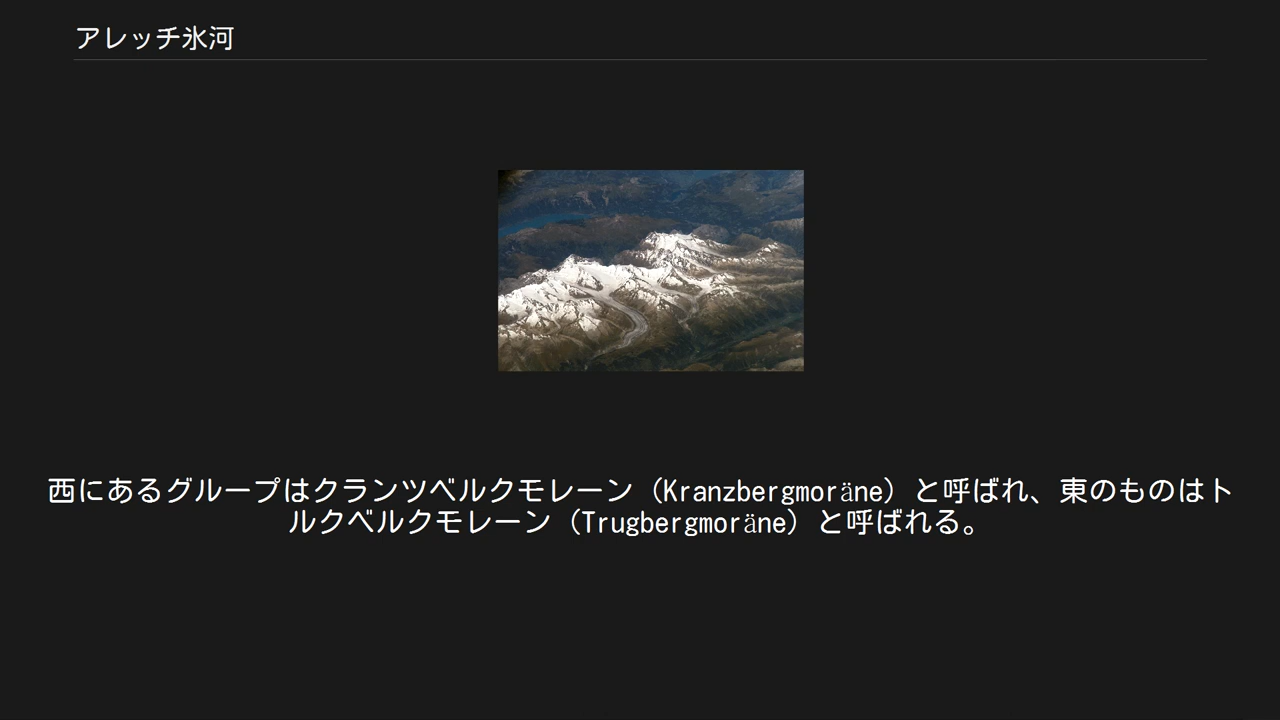 アレッチ氷河
西にあるグループはクランツベルクモレーン（Kranzbergmoräne）と呼ばれ、東のものはト
ルクベルクモレーン（Trugbergmoräne）と呼ばれる。